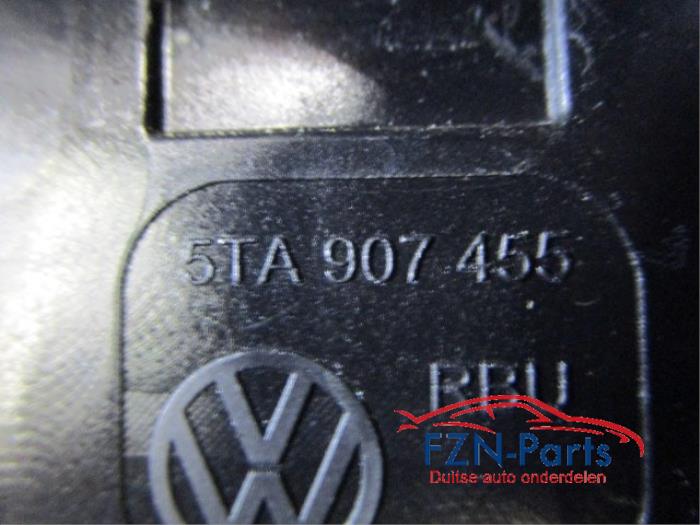 5TA 907 455
RBU
FZN-Parts
Duitse auto onderdelen